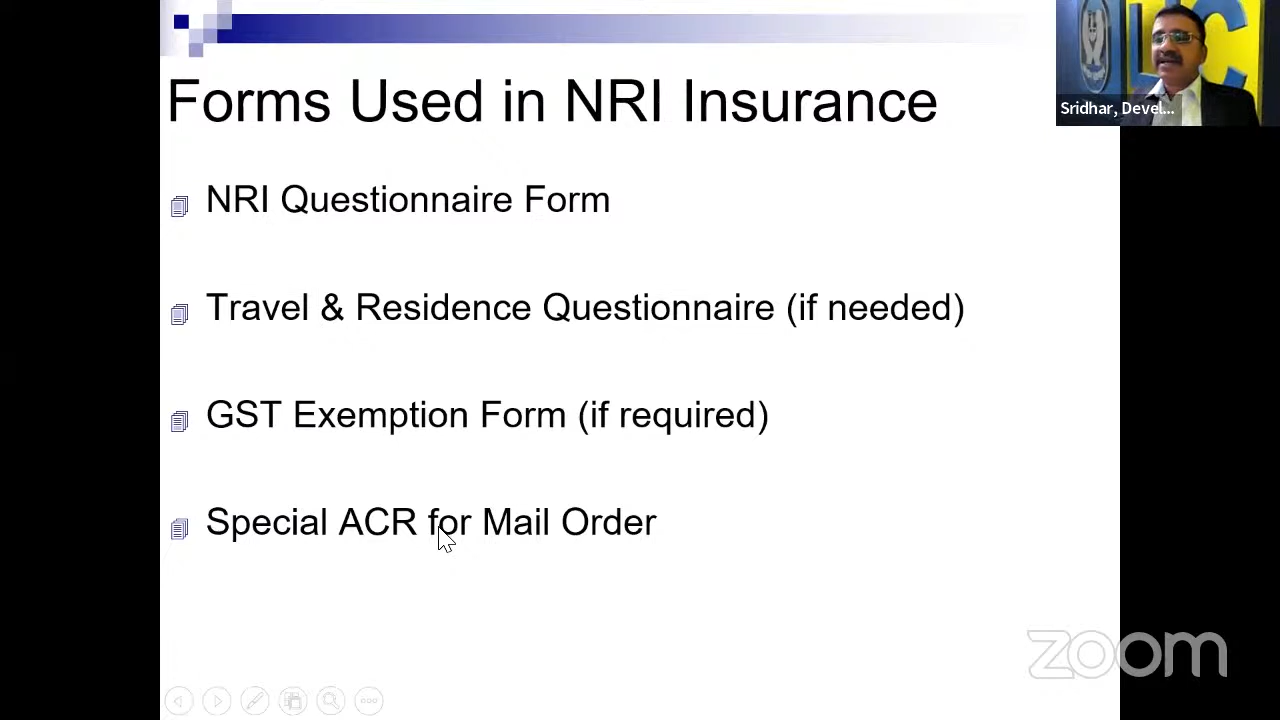 Forms Used in NRI Insurance
NRI Questionnaire Form
Travel & Residence Questionnaire (if needed)
GST Exemption Form (if required)
Special ACR for Mail Order
Sridhar, Devel...
zoom